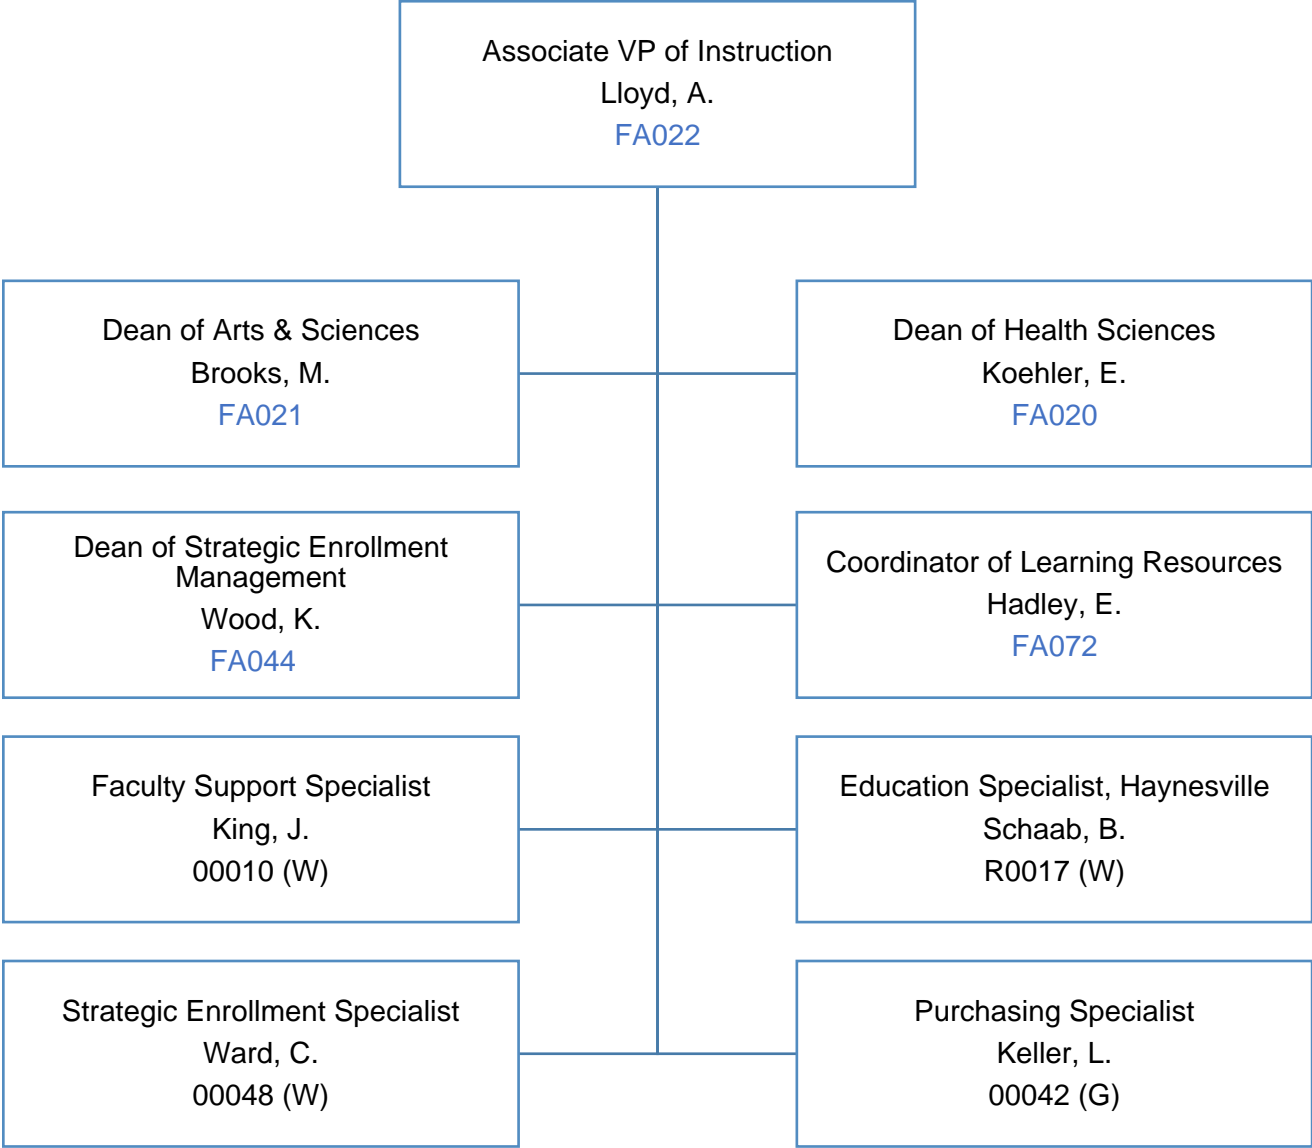 Associate VP of Instruction
Lloyd, A.
FA022
Dean of Arts & Sciences
Brooks, M.
FA021
Dean of Health Sciences
Koehler, E.
FA020
Dean of Strategic Enrollment
Management
Wood, K.
FA044
Coordinator of Learning Resources
Hadley, E.
FA072
Faculty Support Specialist
King, J.
00010 (W)
Education Specialist, Haynesville
Schaab, B.
R0017 (W)
Strategic Enrollment Specialist
Ward, C.
00048 (W)
Purchasing Specialist
Keller, L.
00042 (G)